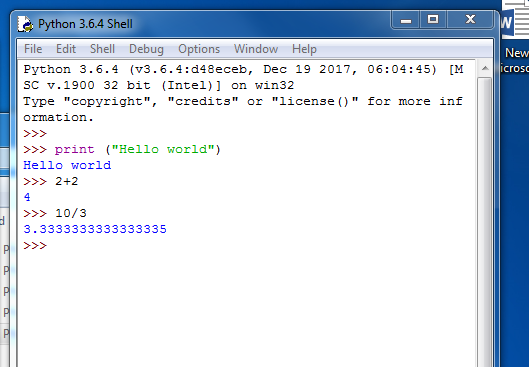 Python 3.6.4 Shell
File Edit Shell Debug Options Window Help
Python 3.6.4 (v3.6.4:d48eceb, Dec 19 2017, 06:04:45) [M
SC v.1900 32 bit (Intel)] on win32
Type "copyright", "credits" or "license()" for more inf
ormation.
>>>
>>> print ("Hello world")
Hello world
>>> 2+2
4
>>> 10/3
3.3333333333333335
>>>
New